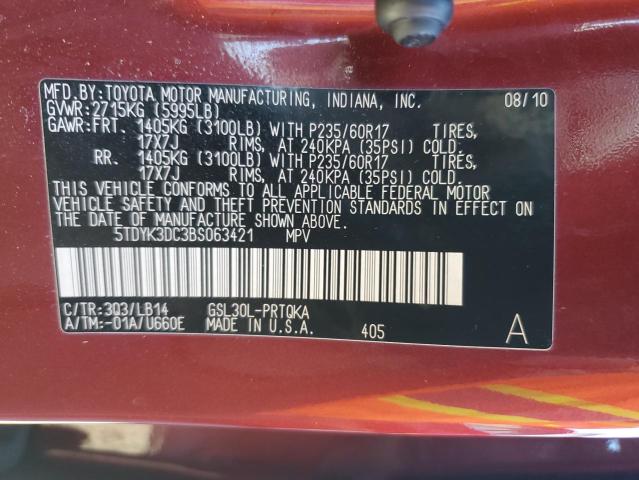 MFD.BY:TOYOTA MOTOR MANUFACTURING, INDIANA, INC. 08/10
GVWR:2715KG (5995LB)
GAWR:FRT. 1405KG (3100LB) WITH P235/60R17 TIRES,
17X7J RIMS, AT 240KPA (35PSI) COLD.
RR. 1405KG (3100LB) WITH P235/60R17 TIRES,
17X7J RIMS, AT 240KPA (35PSI) COLD.
THIS VEHICLE CONFORMS TO ALL APPLICABLE FEDERAL MOTOR
VEHICLE SAFETY AND THEFT PREVENTION STANDARDS IN EFFECT ON
THE DATE OF MANUFACTURE SHOWN ABOVE.
5TDYK3DC3BS063421 MPV
C/TR:3Q3/LB14 GSL30L-PRTQKA
A/TM:-01A/U660E MADE IN U.S.A. 405 A